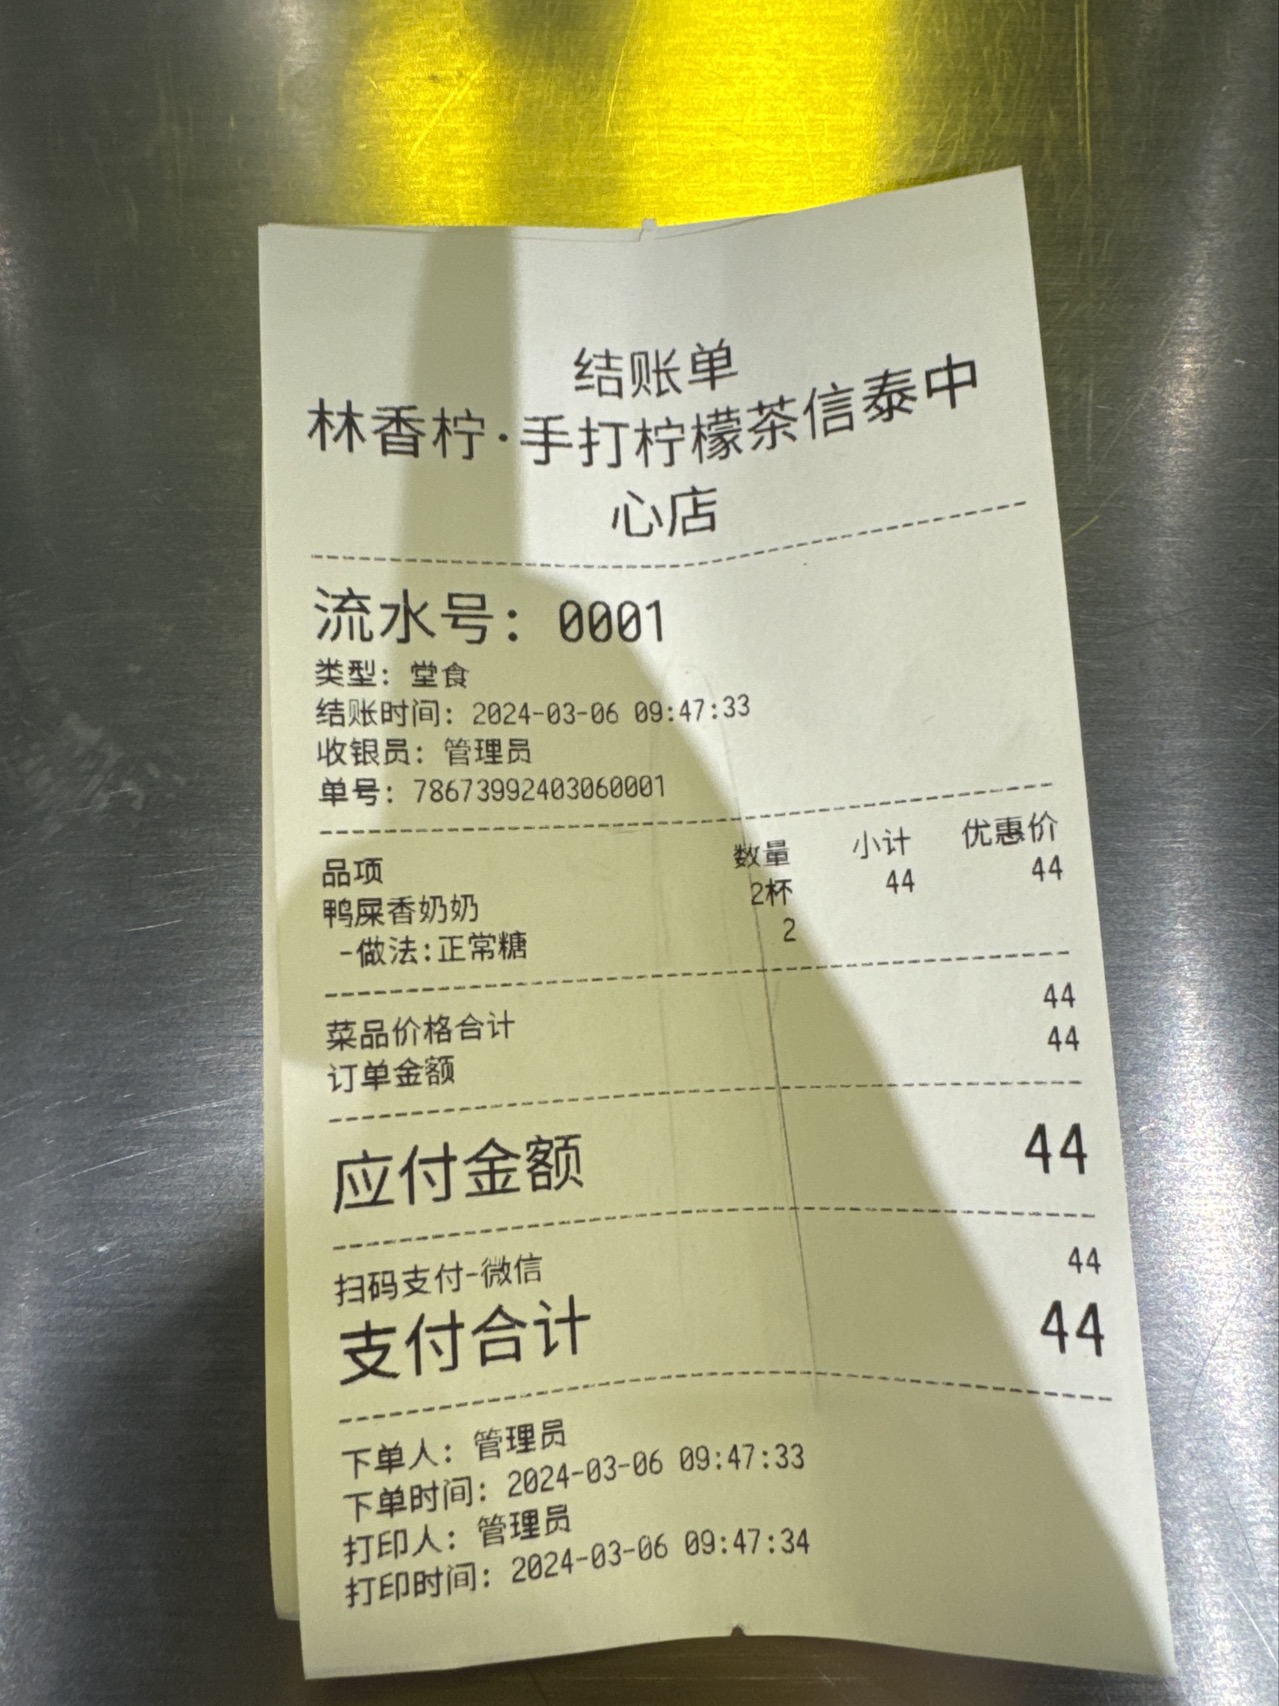 结账单
林香柠·手打柠檬茶信泰中
心店
流水号：0001
类型：堂食
结账时间：2024-03-06 09:47:33
收银员：管理员
单号：78673992403060001
品项 数量 小计 优惠价
鸭屎香奶奶 2杯 44 44
-做法:正常糖 2
菜品价格合计 44
订单金额 44
应付金额 44
扫码支付-微信 44
支付合计 44
下单人：管理员
下单时间：2024-03-06 09:47:33
打印人：管理员
打印时间：2024-03-06 09:47:34